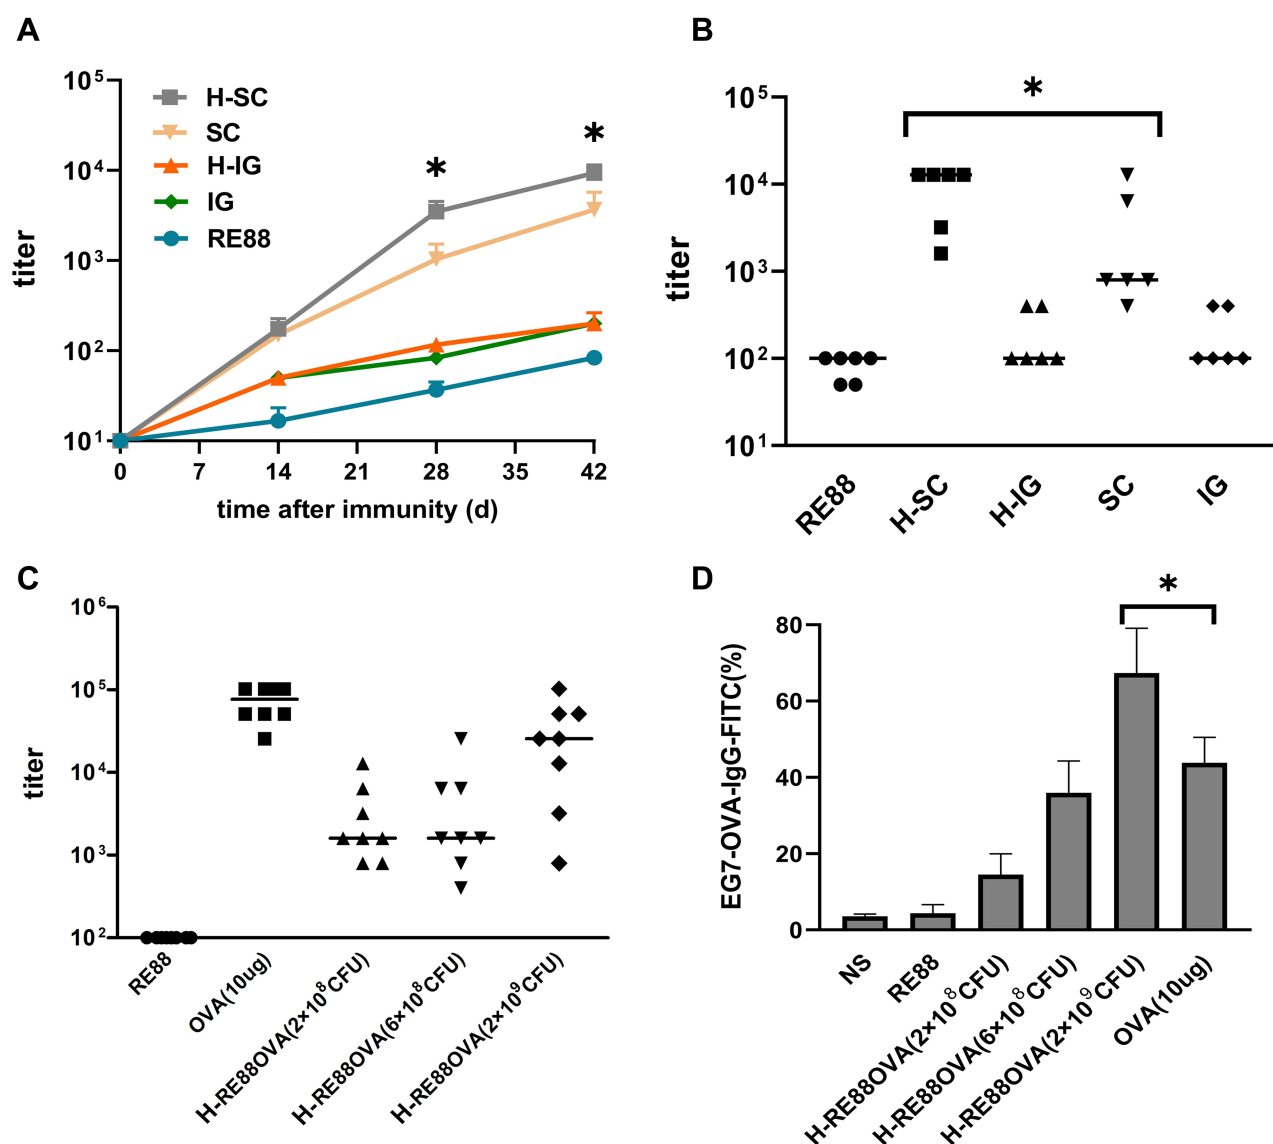 A
10⁵
10⁴
10³
10²
10¹
titer
H-SC
SC
H-IG
IG
RE88
*
*
0 7 14 21 28 35 42
time after immunity (d)
B
10⁵
10⁴
10³
10²
10¹
titer
*
RE88 H-SC H-IG SC IG
C
10⁶
10⁵
10⁴
10³
10²
titer
RE88
OVA(10ug)
H-RE88OVA(2×10⁸CFU)
H-RE88OVA(6×10⁸CFU)
H-RE88OVA(2×10⁹CFU)
D
80
60
40
20
0
EG7-OVA-IgG-FITC(%)
*
NS
RE88
H-RE88OVA(2×10⁸CFU)
H-RE88OVA(6×10⁸CFU)
H-RE88OVA(2×10⁹CFU)
OVA(10ug)